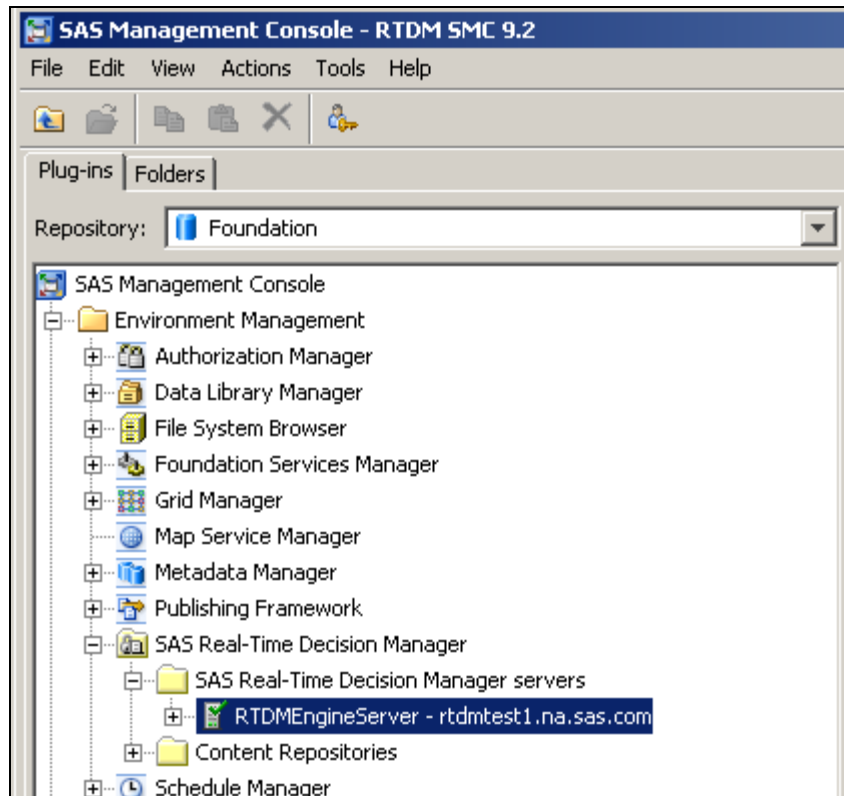 SAS Management Console - RTDM SMC 9.2
File Edit View Actions Tools Help
Plug-ins Folders
Repository: Foundation
SAS Management Console
Environment Management
Authorization Manager
Data Library Manager
File System Browser
Foundation Services Manager
Grid Manager
Map Service Manager
Metadata Manager
Publishing Framework
SAS Real-Time Decision Manager
SAS Real-Time Decision Manager servers
RTDMEngineServer - rtdmtest1.na.sas.com
Content Repositories
Schedule Manager